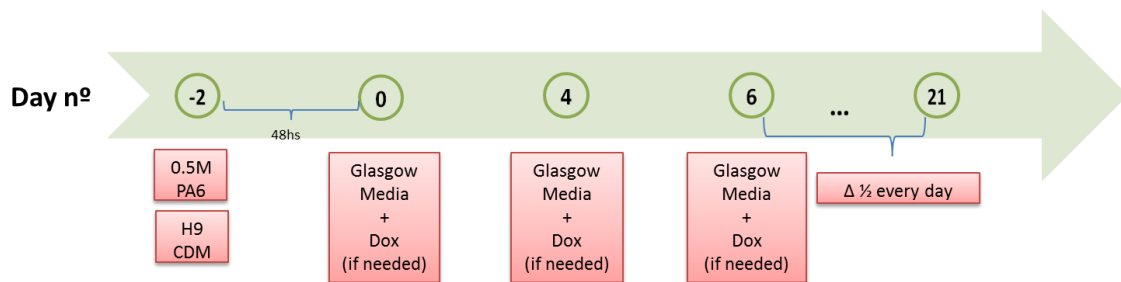 Day nº
-2
0
4
6
...
21
48hs
0.5M
PA6
H9
CDM
Glasgow
Media
+
Dox
(if needed)
Glasgow
Media
+
Dox
(if needed)
Glasgow
Media
+
Dox
(if needed)
Δ ½ every day